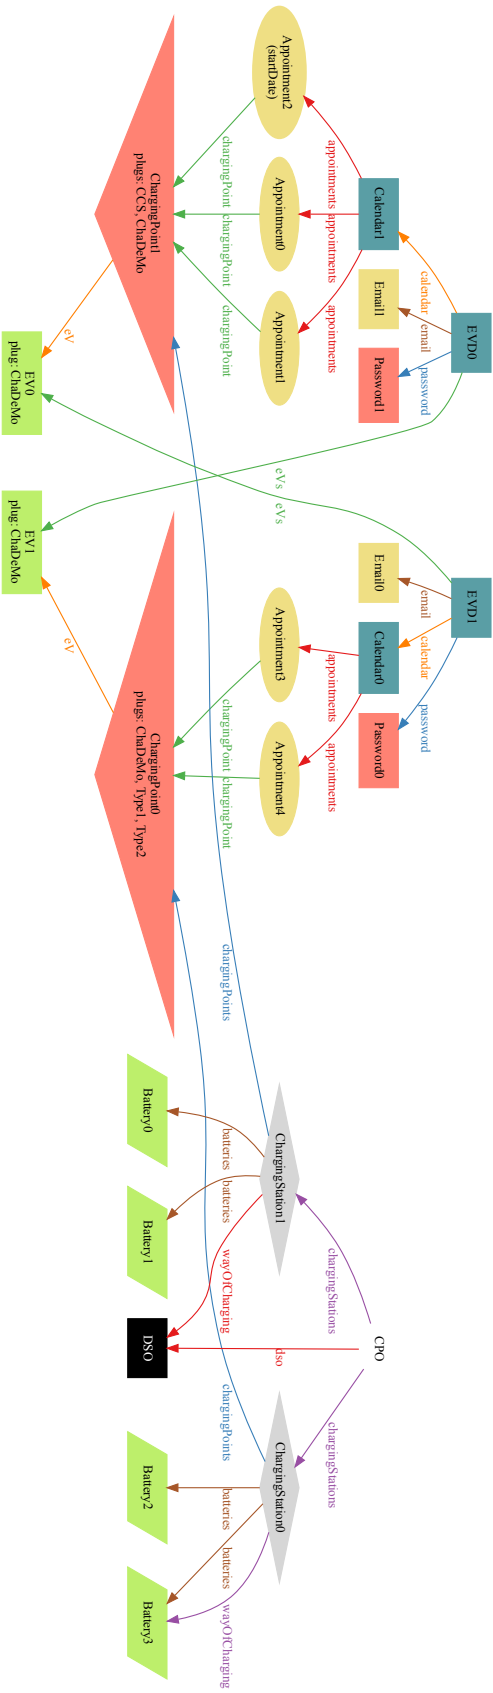 EVD0
EVD1
CPO
calendar
email
password
email
calendar
password
chargingStations
dso
chargingStations
Calendar1
Email1
Password1
Email0
Calendar0
Password0
appointments
appointments
appointments
eVs
eVs
appointments
appointments
Appointment2
(startDate)
Appointment0
Appointment1
Appointment3
Appointment4
ChargingStation1
ChargingStation0
chargingPoint
chargingPoint
chargingPoint
chargingPoint
chargingPoint
chargingPoints
batteries
batteries
wayOfCharging
chargingPoints
batteries
batteries
wayOfCharging
ChargingPoint1
plugs: CCS, ChaDeMo
ChargingPoint0
plugs: ChaDeMo, Type1, Type2
Battery0
Battery1
DSO
Battery2
Battery3
eV
eV
EV0
plug: ChaDeMo
EV1
plug: ChaDeMo